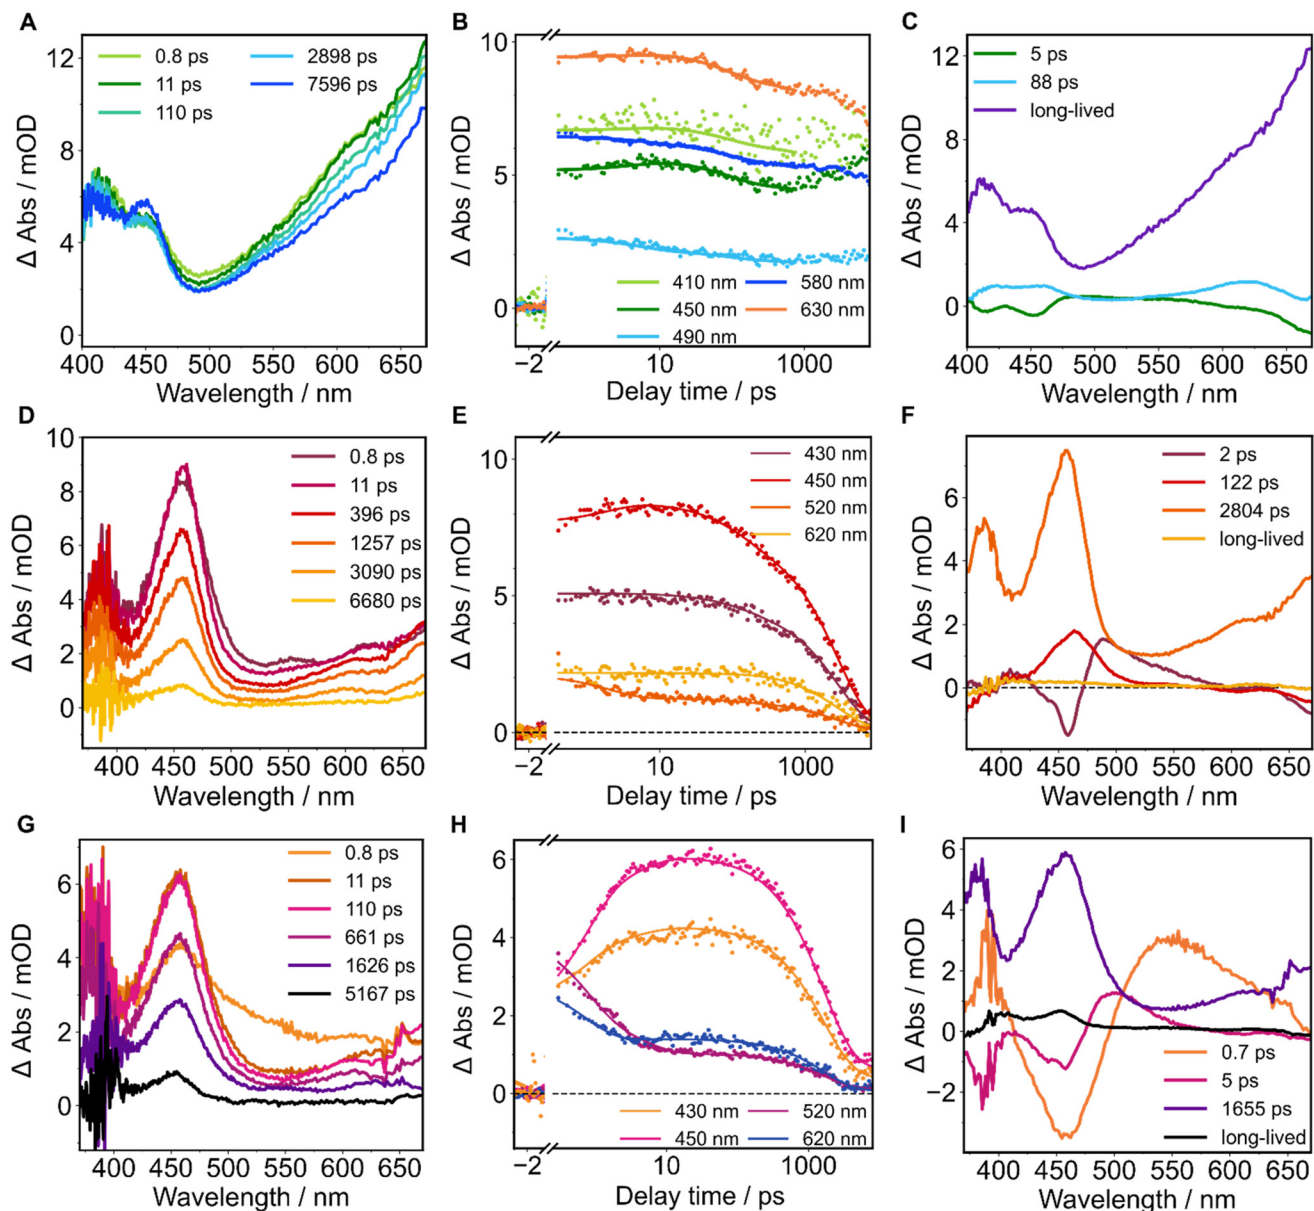 A
0.8 ps
11 ps
110 ps
2898 ps
7596 ps
Δ Abs / mOD
12
8
4
0
400 450 500 550 600 650
Wavelength / nm
B
10
5
0
Δ Abs / mOD
410 nm
450 nm
490 nm
580 nm
630 nm
−2 10 1000
Delay time / ps
C
5 ps
88 ps
long-lived
Δ Abs / mOD
12
8
4
0
400 450 500 550 600 650
Wavelength / nm
D
0.8 ps
11 ps
396 ps
1257 ps
3090 ps
6680 ps
Δ Abs / mOD
10
8
6
4
2
0
400 450 500 550 600 650
Wavelength / nm
E
430 nm
450 nm
520 nm
620 nm
Δ Abs / mOD
10
5
0
−2 10 1000
Delay time / ps
F
2 ps
122 ps
2804 ps
long-lived
Δ Abs / mOD
6
4
2
0
400 450 500 550 600 650
Wavelength / nm
G
0.8 ps
11 ps
110 ps
661 ps
1626 ps
5167 ps
Δ Abs / mOD
6
4
2
0
400 450 500 550 600 650
Wavelength / nm
H
Δ Abs / mOD
6
4
2
0
430 nm
450 nm
520 nm
620 nm
−2 10 1000
Delay time / ps
I
Δ Abs / mOD
6
4
2
0
−2
0.7 ps
5 ps
1655 ps
long-lived
400 450 500 550 600 650
Wavelength / nm